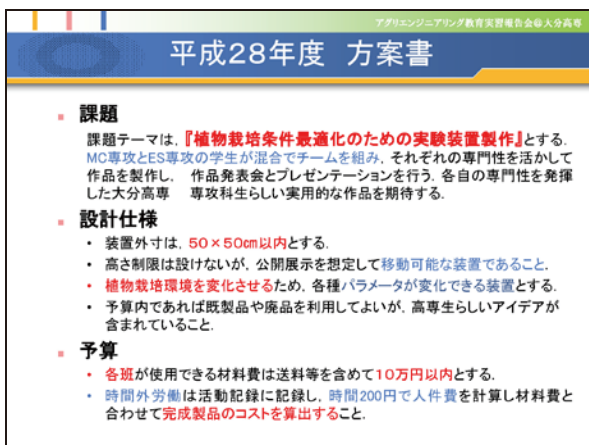 アグリエンジニアリング教育実習報告会@大分高専
平成28年度 方案書
課題
課題テーマは,『植物栽培条件最適化のための実験装置製作』とする.
MC専攻とES専攻の学生が混合でチームを組み, それぞれの専門性を活かして
作品を製作し, 作品発表会とプレゼンテーションを行う. 各自の専門性を発揮
した大分高専 専攻科生らしい実用的な作品を期待する.
設計仕様
・ 装置外寸は, 50×50㎝以内とする.
・ 高さ制限は設けないが, 公開展示を想定して移動可能な装置であること.
・ 植物栽培環境を変化させるため, 各種パラメータが変化できる装置とする.
・ 予算内であれば既製品や廃品を利用してよいが, 高専生らしいアイデアが
含まれていること.
予算
・ 各班が使用できる材料費は送料等を含めて10万円以内とする.
・ 時間外労働は活動記録に記録し, 時間200円で人件費を計算し材料費と
合わせて完成製品のコストを算出すること.